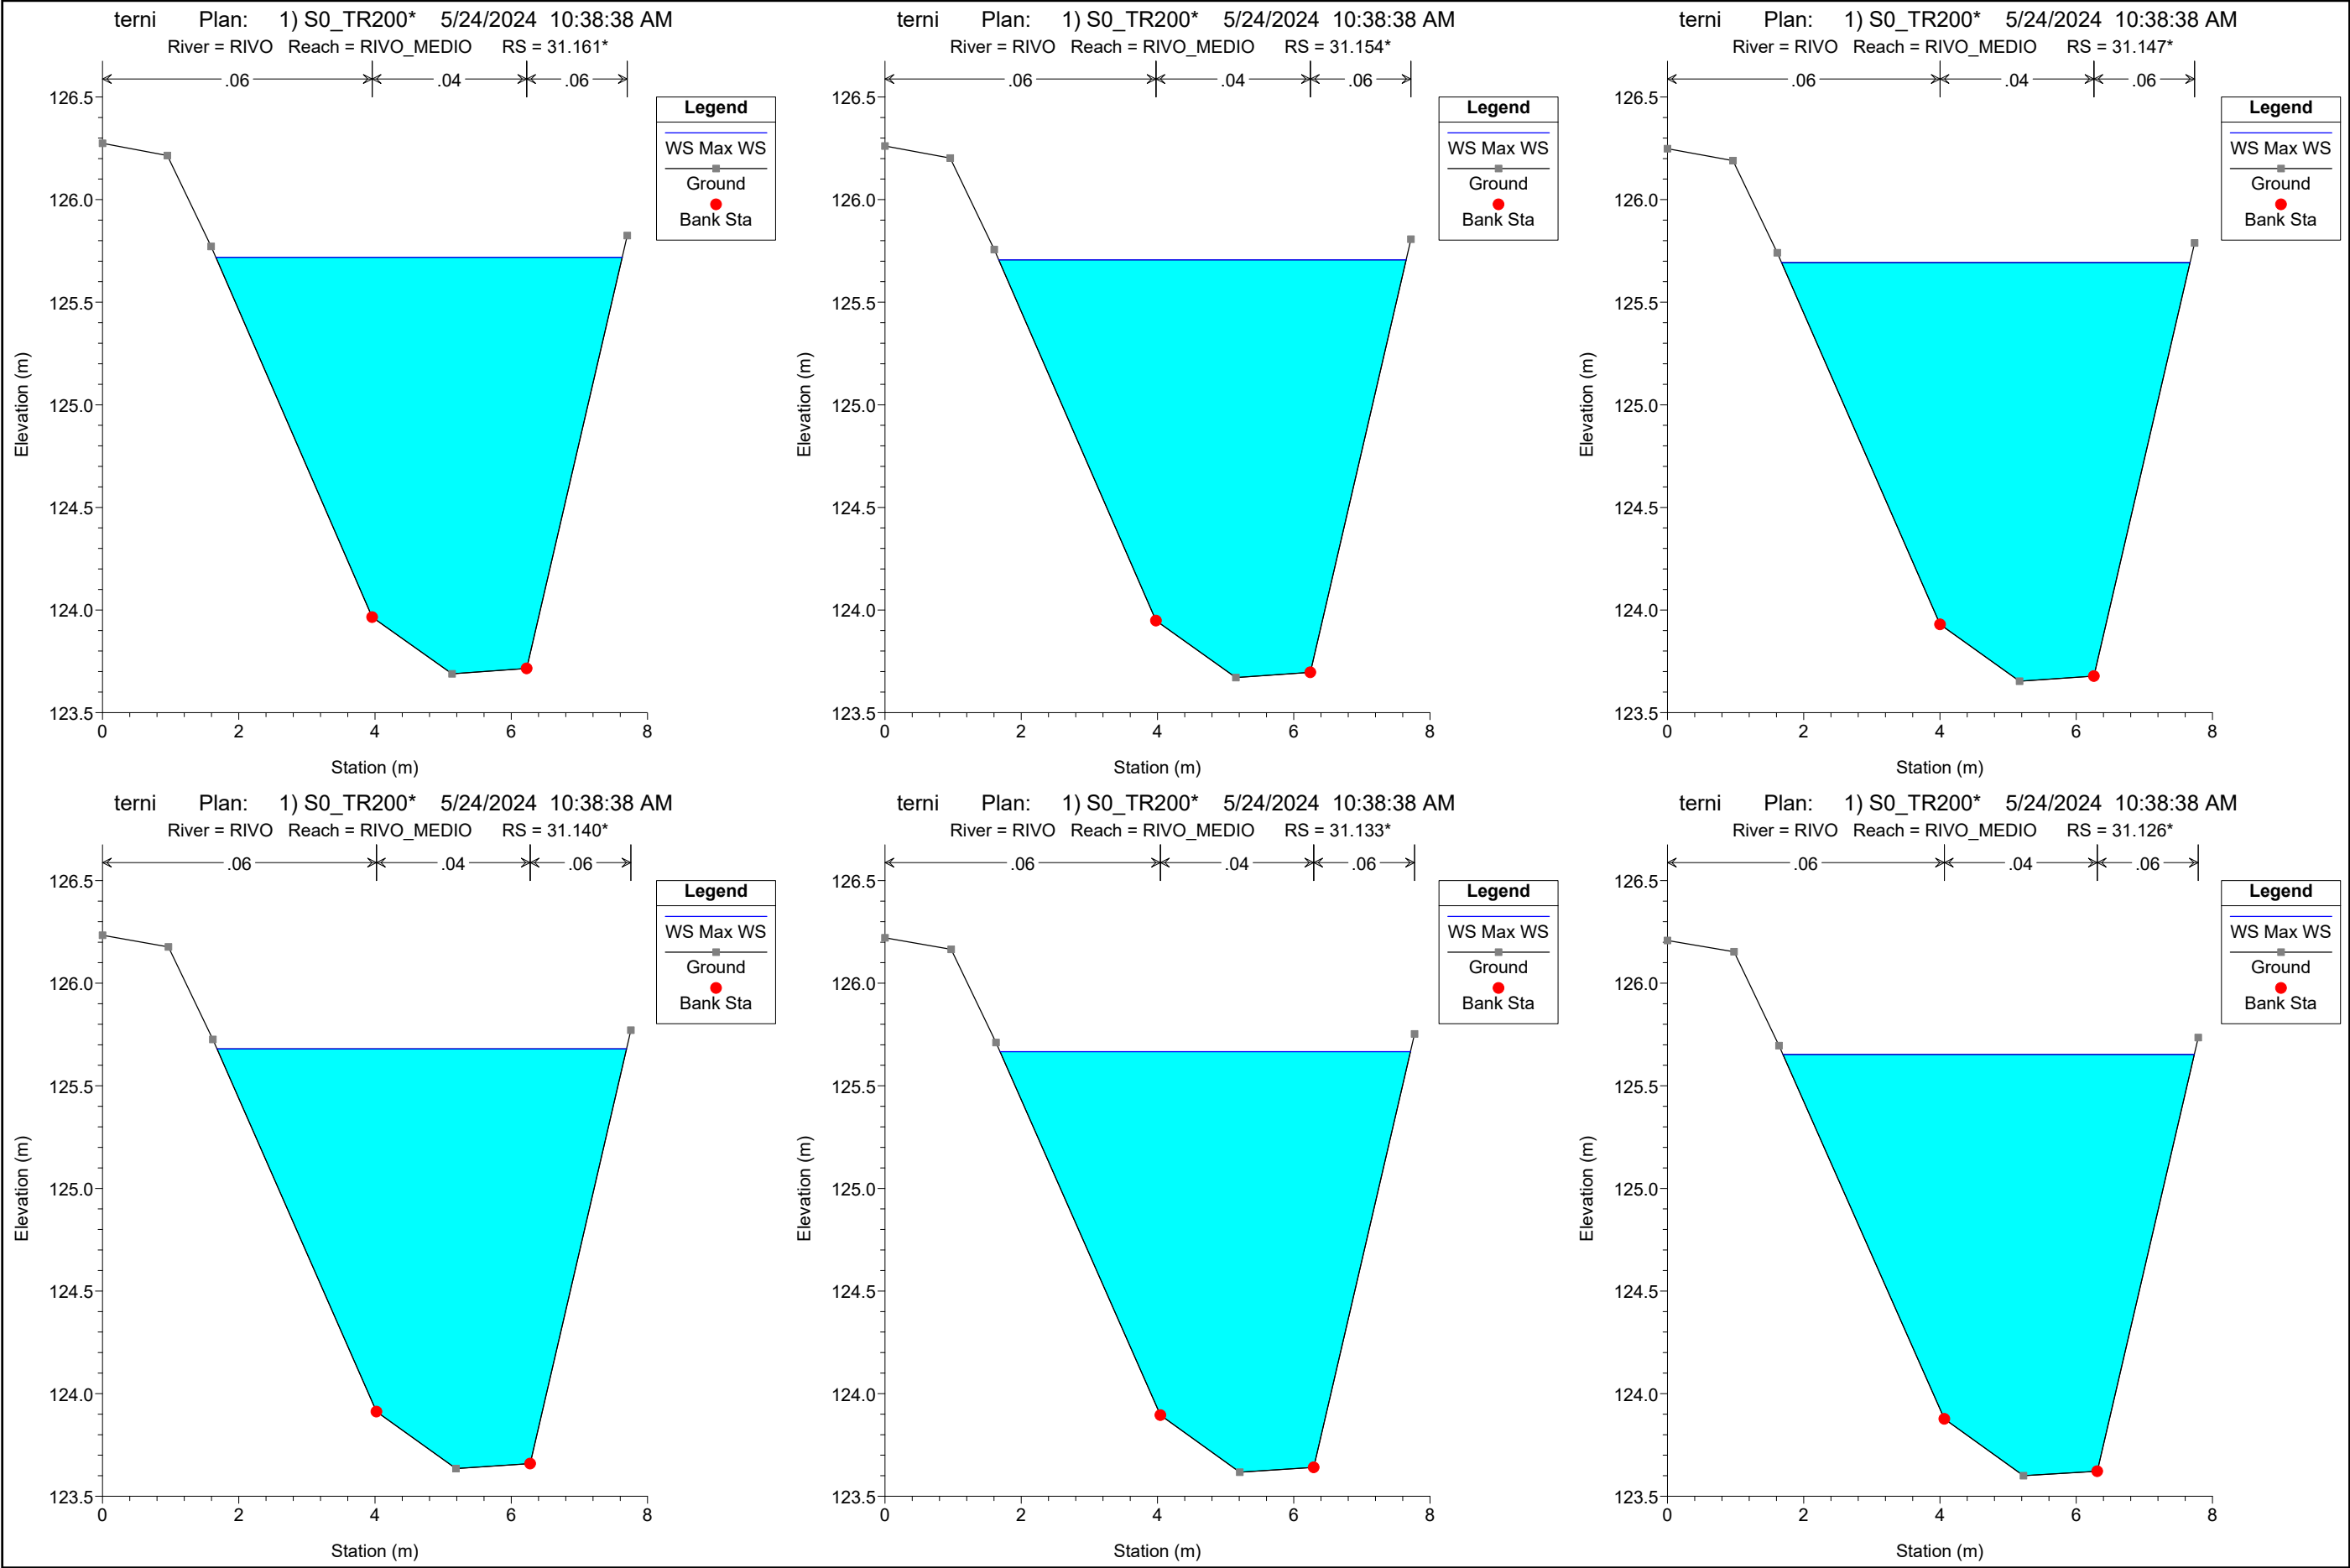 terni Plan: 1) S0_TR200* 5/24/2024 10:38:38 AM
River = RIVO Reach = RIVO_MEDIO RS = 31.161*
.06 .04 .06
126.5
126.0
125.5
125.0
124.5
124.0
123.5
Elevation (m)
0 2 4 6 8
Station (m)
Legend
WS Max WS
Ground
Bank Sta
terni Plan: 1) S0_TR200* 5/24/2024 10:38:38 AM
River = RIVO Reach = RIVO_MEDIO RS = 31.154*
.06 .04 .06
126.5
126.0
125.5
125.0
124.5
124.0
123.5
Elevation (m)
0 2 4 6 8
Station (m)
Legend
WS Max WS
Ground
Bank Sta
terni Plan: 1) S0_TR200* 5/24/2024 10:38:38 AM
River = RIVO Reach = RIVO_MEDIO RS = 31.147*
.06 .04 .06
126.5
126.0
125.5
125.0
124.5
124.0
123.5
Elevation (m)
0 2 4 6 8
Station (m)
Legend
WS Max WS
Ground
Bank Sta
terni Plan: 1) S0_TR200* 5/24/2024 10:38:38 AM
River = RIVO Reach = RIVO_MEDIO RS = 31.140*
.06 .04 .06
126.5
126.0
125.5
125.0
124.5
124.0
123.5
Elevation (m)
0 2 4 6 8
Station (m)
Legend
WS Max WS
Ground
Bank Sta
terni Plan: 1) S0_TR200* 5/24/2024 10:38:38 AM
River = RIVO Reach = RIVO_MEDIO RS = 31.133*
.06 .04 .06
126.5
126.0
125.5
125.0
124.5
124.0
123.5
Elevation (m)
0 2 4 6 8
Station (m)
Legend
WS Max WS
Ground
Bank Sta
terni Plan: 1) S0_TR200* 5/24/2024 10:38:38 AM
River = RIVO Reach = RIVO_MEDIO RS = 31.126*
.06 .04 .06
126.5
126.0
125.5
125.0
124.5
124.0
123.5
Elevation (m)
0 2 4 6 8
Station (m)
Legend
WS Max WS
Ground
Bank Sta